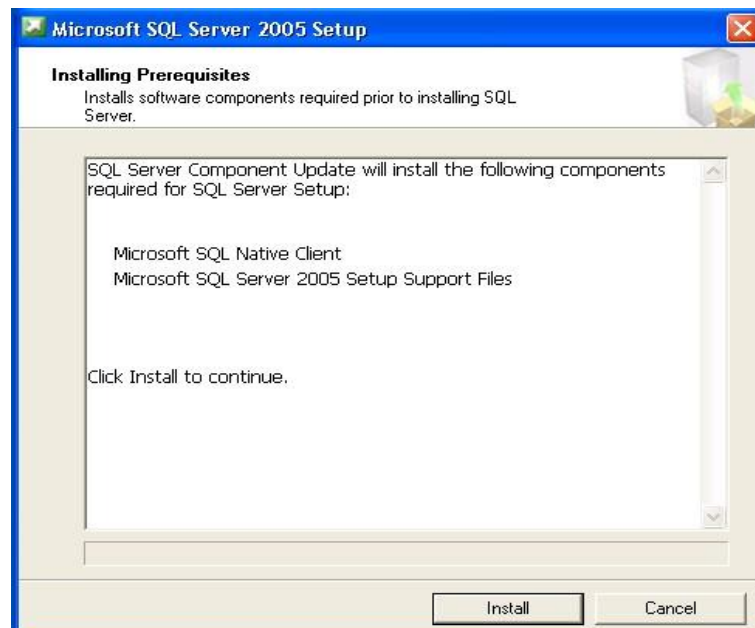 Microsoft SQL Server 2005 Setup
Installing Prerequisites
Installs software components required prior to installing SQL
Server.
SQL Server Component Update will install the following components
required for SQL Server Setup:
Microsoft SQL Native Client
Microsoft SQL Server 2005 Setup Support Files
Click Install to continue.
Install
Cancel